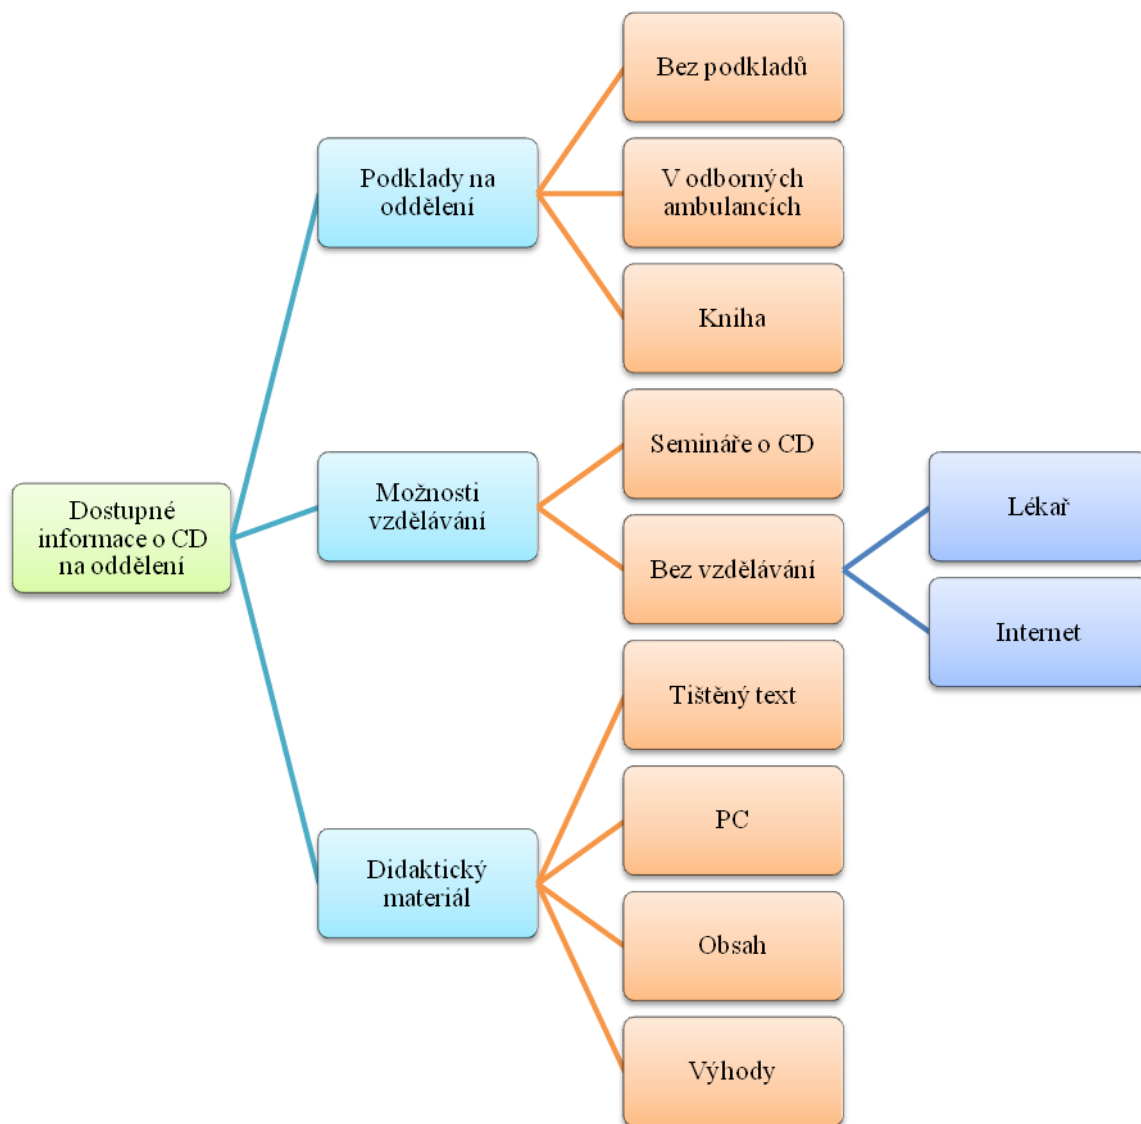 Dostupné
informace o CD
na oddělení
Podklady na
oddělení
Bez podkladů
V odborných
ambulancích
Kniha
Možnosti
vzdělávání
Semináře o CD
Bez vzdělávání
Lékař
Internet
Didaktický
materiál
Tištěný text
PC
Obsah
Výhody